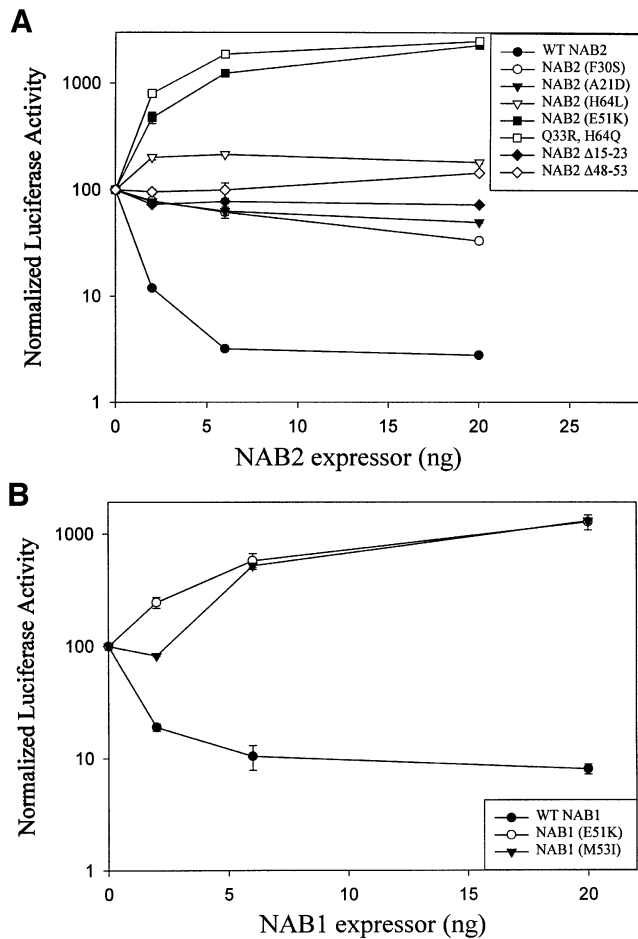 A
Normalized Luciferase Activity
1000
100
10
1
0
5
10
15
20
25
NAB2 expressor (ng)
WT NAB2
NAB2 (F30S)
NAB2 (A21D)
NAB2 (H64L)
NAB2 (E51K)
Q33R, H64Q
NAB2 Δ15-23
NAB2 Δ48-53
B
Normalized Luciferase Activity
1000
100
10
1
0
5
10
15
20
NAB1 expressor (ng)
WT NAB1
NAB1 (E51K)
NAB1 (M53I)